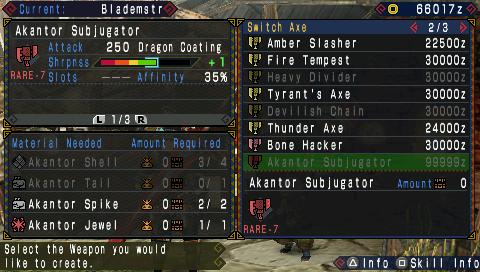 Current: Blademstr
66017z
Akantor Subjugator
Attack 250 Dragon Coating
Shrpnss +1
RARE-7 Slots --- Affinity 35%
L 1/3 R
Material Needed Amount Required
Akantor Shell 0 3/ 4
Akantor Tail 0 0/ 1
Akantor Spike 0 2/ 2
Akantor Jewel 0 1/ 1
Select the Weapon you would
like to create.
Switch Axe 2/3
Amber Slasher 22500z
Fire Tempest 30000z
Heavy Divider 30000z
Tyrant's Axe 30000z
Devilish Chain 30000z
Thunder Axe 24000z
Bone Hacker 30000z
Akantor Subjugator 99999z
Akantor Subjugator Amount 0
RARE-7
Info Skill Info